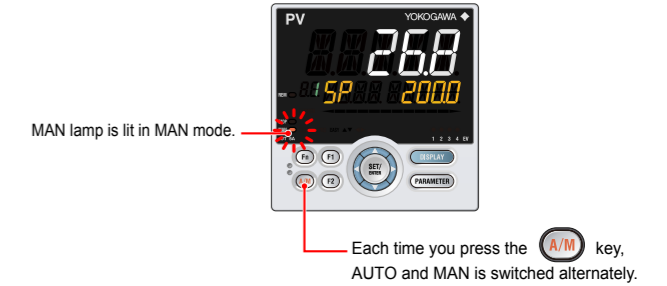 PV
YOKOGAWA
26.8
REM
1 SP 200.0
MAN lamp is lit in MAN mode.
1 2 3 4 EV
Fn F1 SET/ DISPLAY
ENTER
A/M F2 PARAMETER
Each time you press the A/M key,
AUTO and MAN is switched alternately.